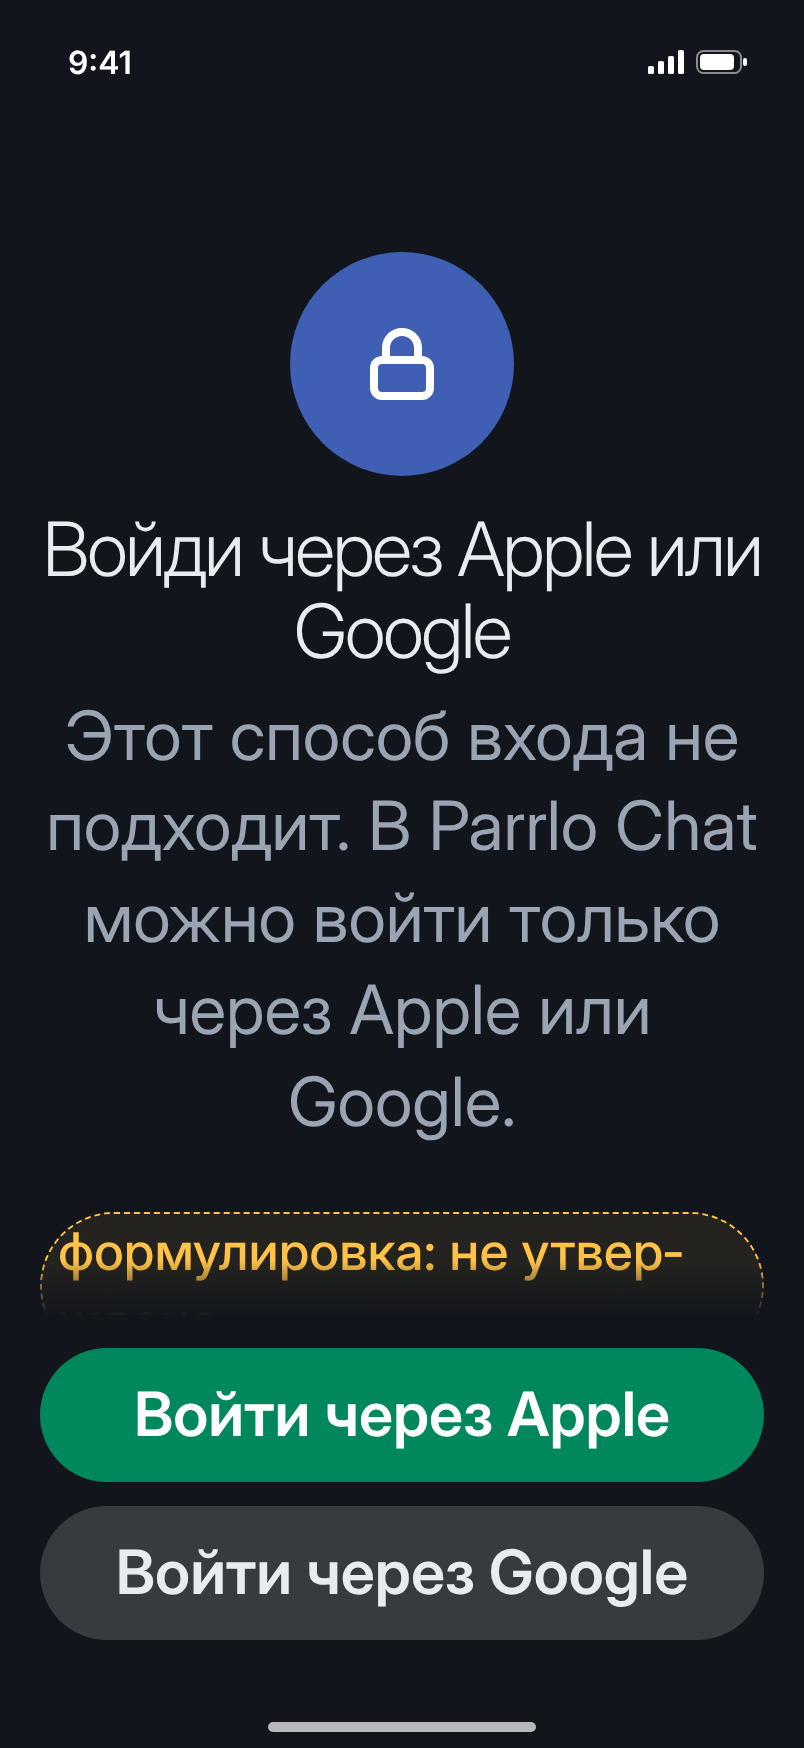 9:41
Войди через Apple или
Google
Этот способ входа не
подходит. В Parrlo Chat
можно войти только
через Apple или
Google.
формулировка: не утвер-
Войти через Apple
Войти через Google